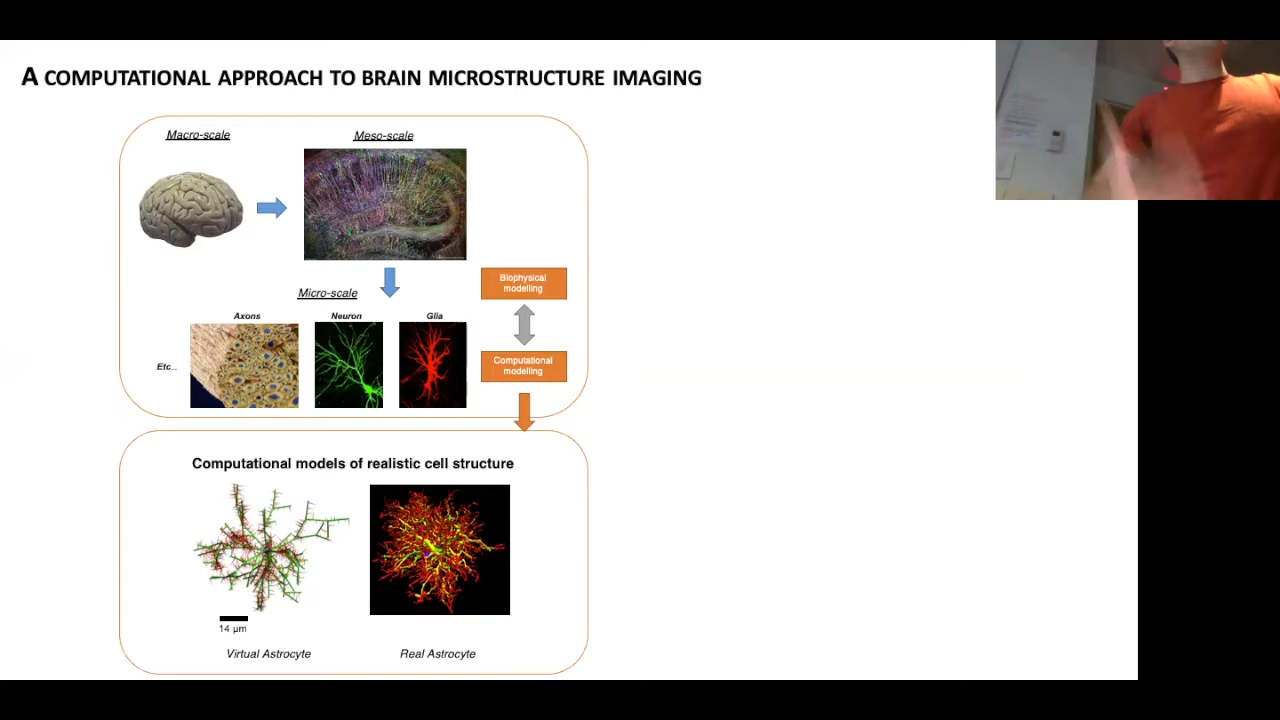 A COMPUTATIONAL APPROACH TO BRAIN MICROSTRUCTURE IMAGING
Macro-scale
Meso-scale
Micro-scale
Axons
Neuron
Glia
Etc...
Biophysical
modelling
Computational
modelling
Computational models of realistic cell structure
14 µm
Virtual Astrocyte
Real Astrocyte